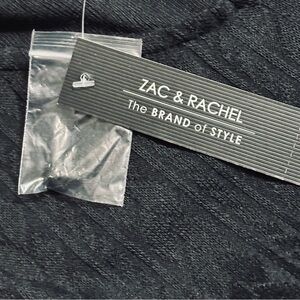 ZAC & RACHEL
The BRAND of STYLE